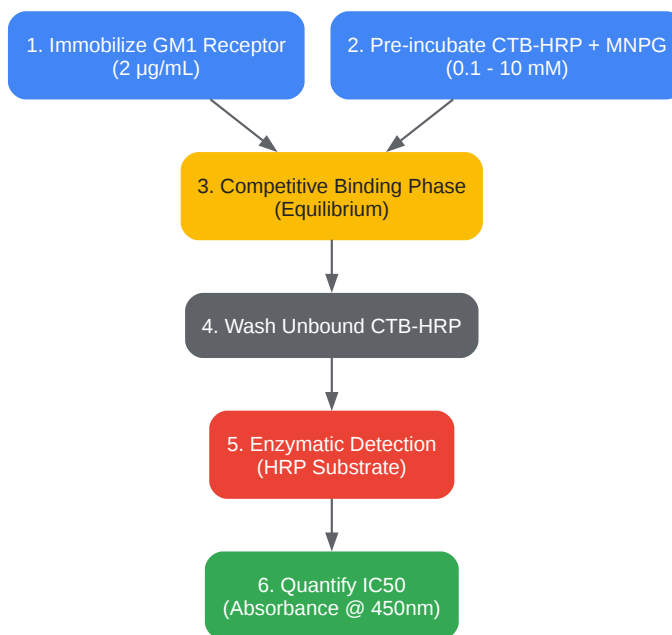 1. Immobilize GM1 Receptor
(2 μg/mL)
2. Pre-incubate CTB-HRP + MNPG
(0.1 - 10 mM)
3. Competitive Binding Phase
(Equilibrium)
4. Wash Unbound CTB-HRP
5. Enzymatic Detection
(HRP Substrate)
6. Quantify IC50
(Absorbance @ 450nm)